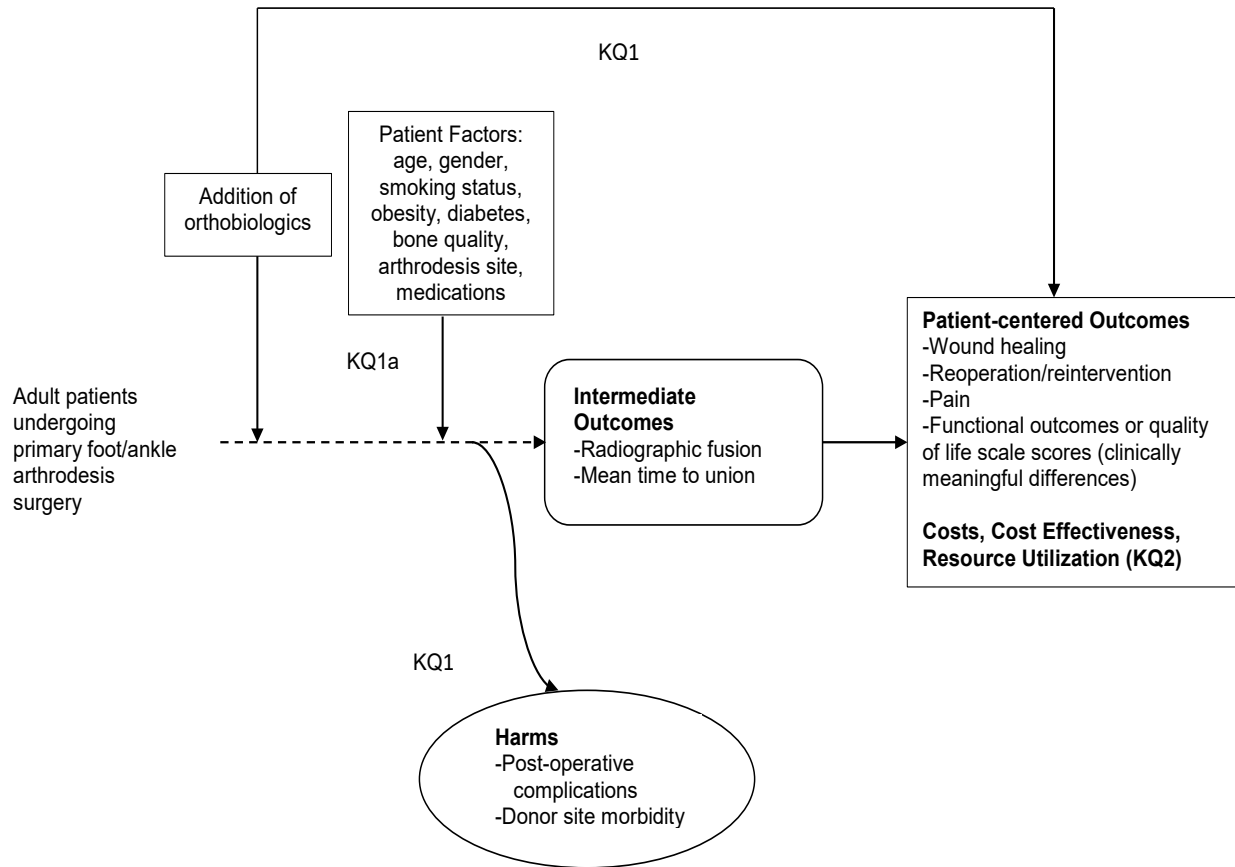 KQ1
Addition of
orthobiologics
Patient Factors:
age, gender,
smoking status,
obesity, diabetes,
bone quality,
arthrodesis site,
medications
KQ1a
Adult patients
undergoing
primary foot/ankle
arthrodesis
surgery
Intermediate
Outcomes
-Radiographic fusion
-Mean time to union
Patient-centered Outcomes
-Wound healing
-Reoperation/reintervention
-Pain
-Functional outcomes or quality
of life scale scores (clinically
meaningful differences)
Costs, Cost Effectiveness,
Resource Utilization (KQ2)
KQ1
Harms
-Post-operative
complications
-Donor site morbidity